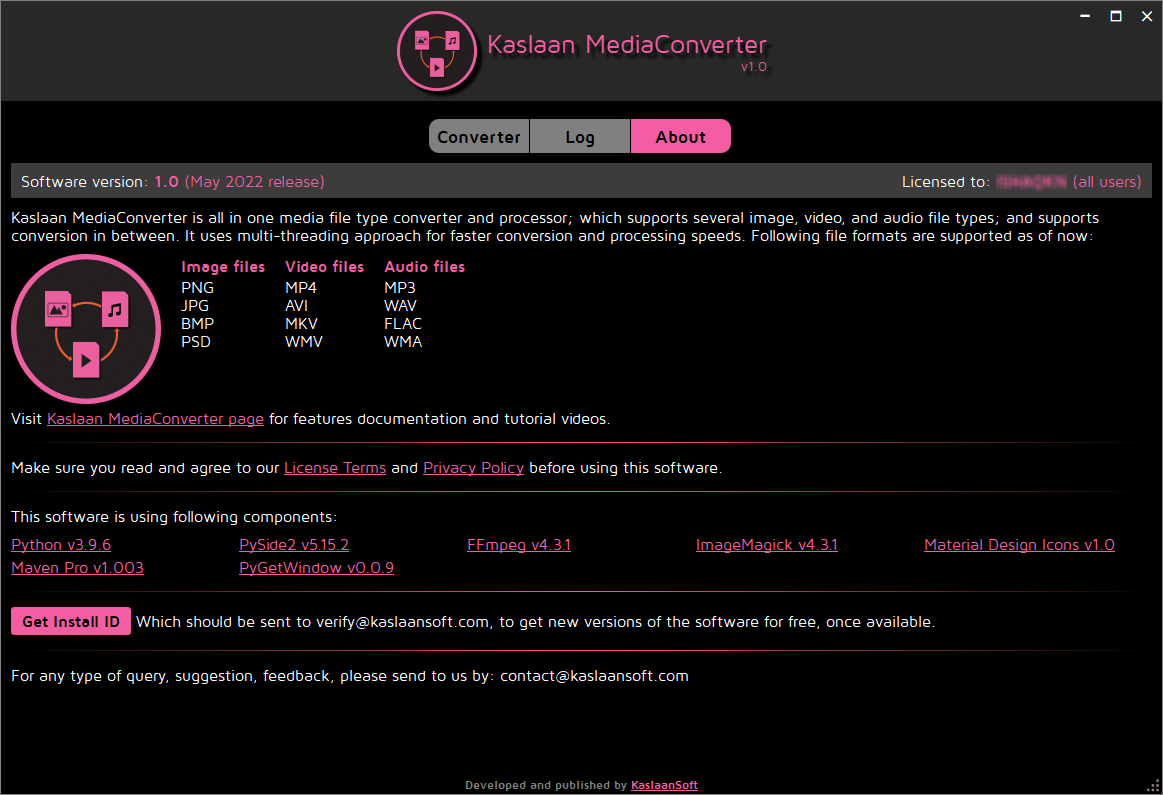 Kaslaan MediaConverter
v1.0
Converter
Log
About
Software version: 1.0 (May 2022 release)
Licensed to: (all users)
Kaslaan MediaConverter is all in one media file type converter and processor; which supports several image, video, and audio file types; and supports
conversion in between. It uses multi-threading approach for faster conversion and processing speeds. Following file formats are supported as of now:
Image files Video files Audio files
PNG MP4 MP3
JPG AVI WAV
BMP MKV FLAC
PSD WMV WMA
Visit Kaslaan MediaConverter page for features documentation and tutorial videos.
Make sure you read and agree to our License Terms and Privacy Policy before using this software.
This software is using following components:
Python v3.9.6 PySide2 v5.15.2 FFmpeg v4.3.1 ImageMagick v4.3.1 Material Design Icons v1.0
Maven Pro v1.003 PyGetWindow v0.0.9
Get Install ID Which should be sent to verify@kaslaansoft.com, to get new versions of the software for free, once available.
For any type of query, suggestion, feedback, please send to us by: contact@kaslaansoft.com
Developed and published by KaslaanSoft